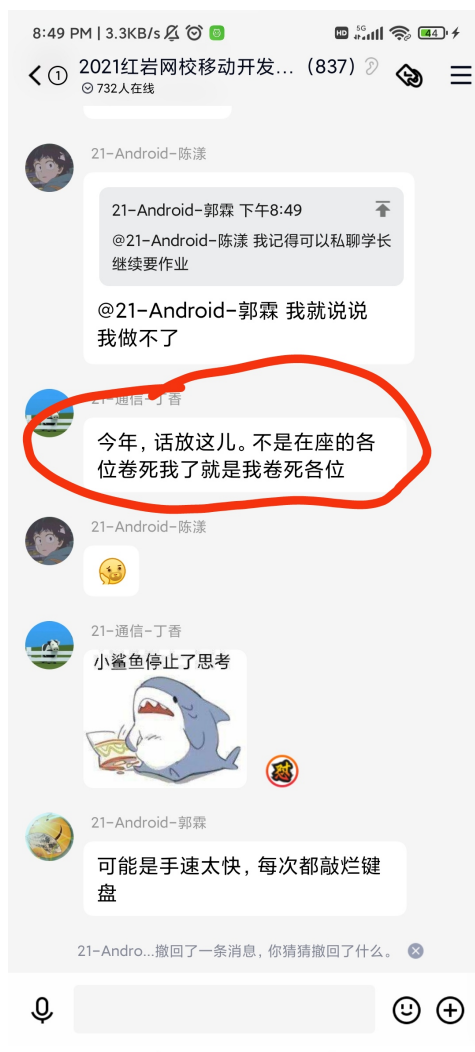 8:49 PM | 3.3KB/s
HD 5G 44
1
2021红岩网校移动开发... (837)
732人在线
21-Android-陈漾
21-Android-郭霖 下午8:49
@21-Android-陈漾 我记得可以私聊学长
继续要作业
@21-Android-郭霖 我就说说
我做不了
21-通信-丁香
今年，话放这儿。不是在座的各
位卷死我了就是我卷死各位
21-Android-陈漾
21-通信-丁香
小鲨鱼停止了思考
怼
21-Android-郭霖
可能是手速太快，每次都敲烂键
盘
21-Andro...撤回了一条消息，你猜猜撤回了什么。